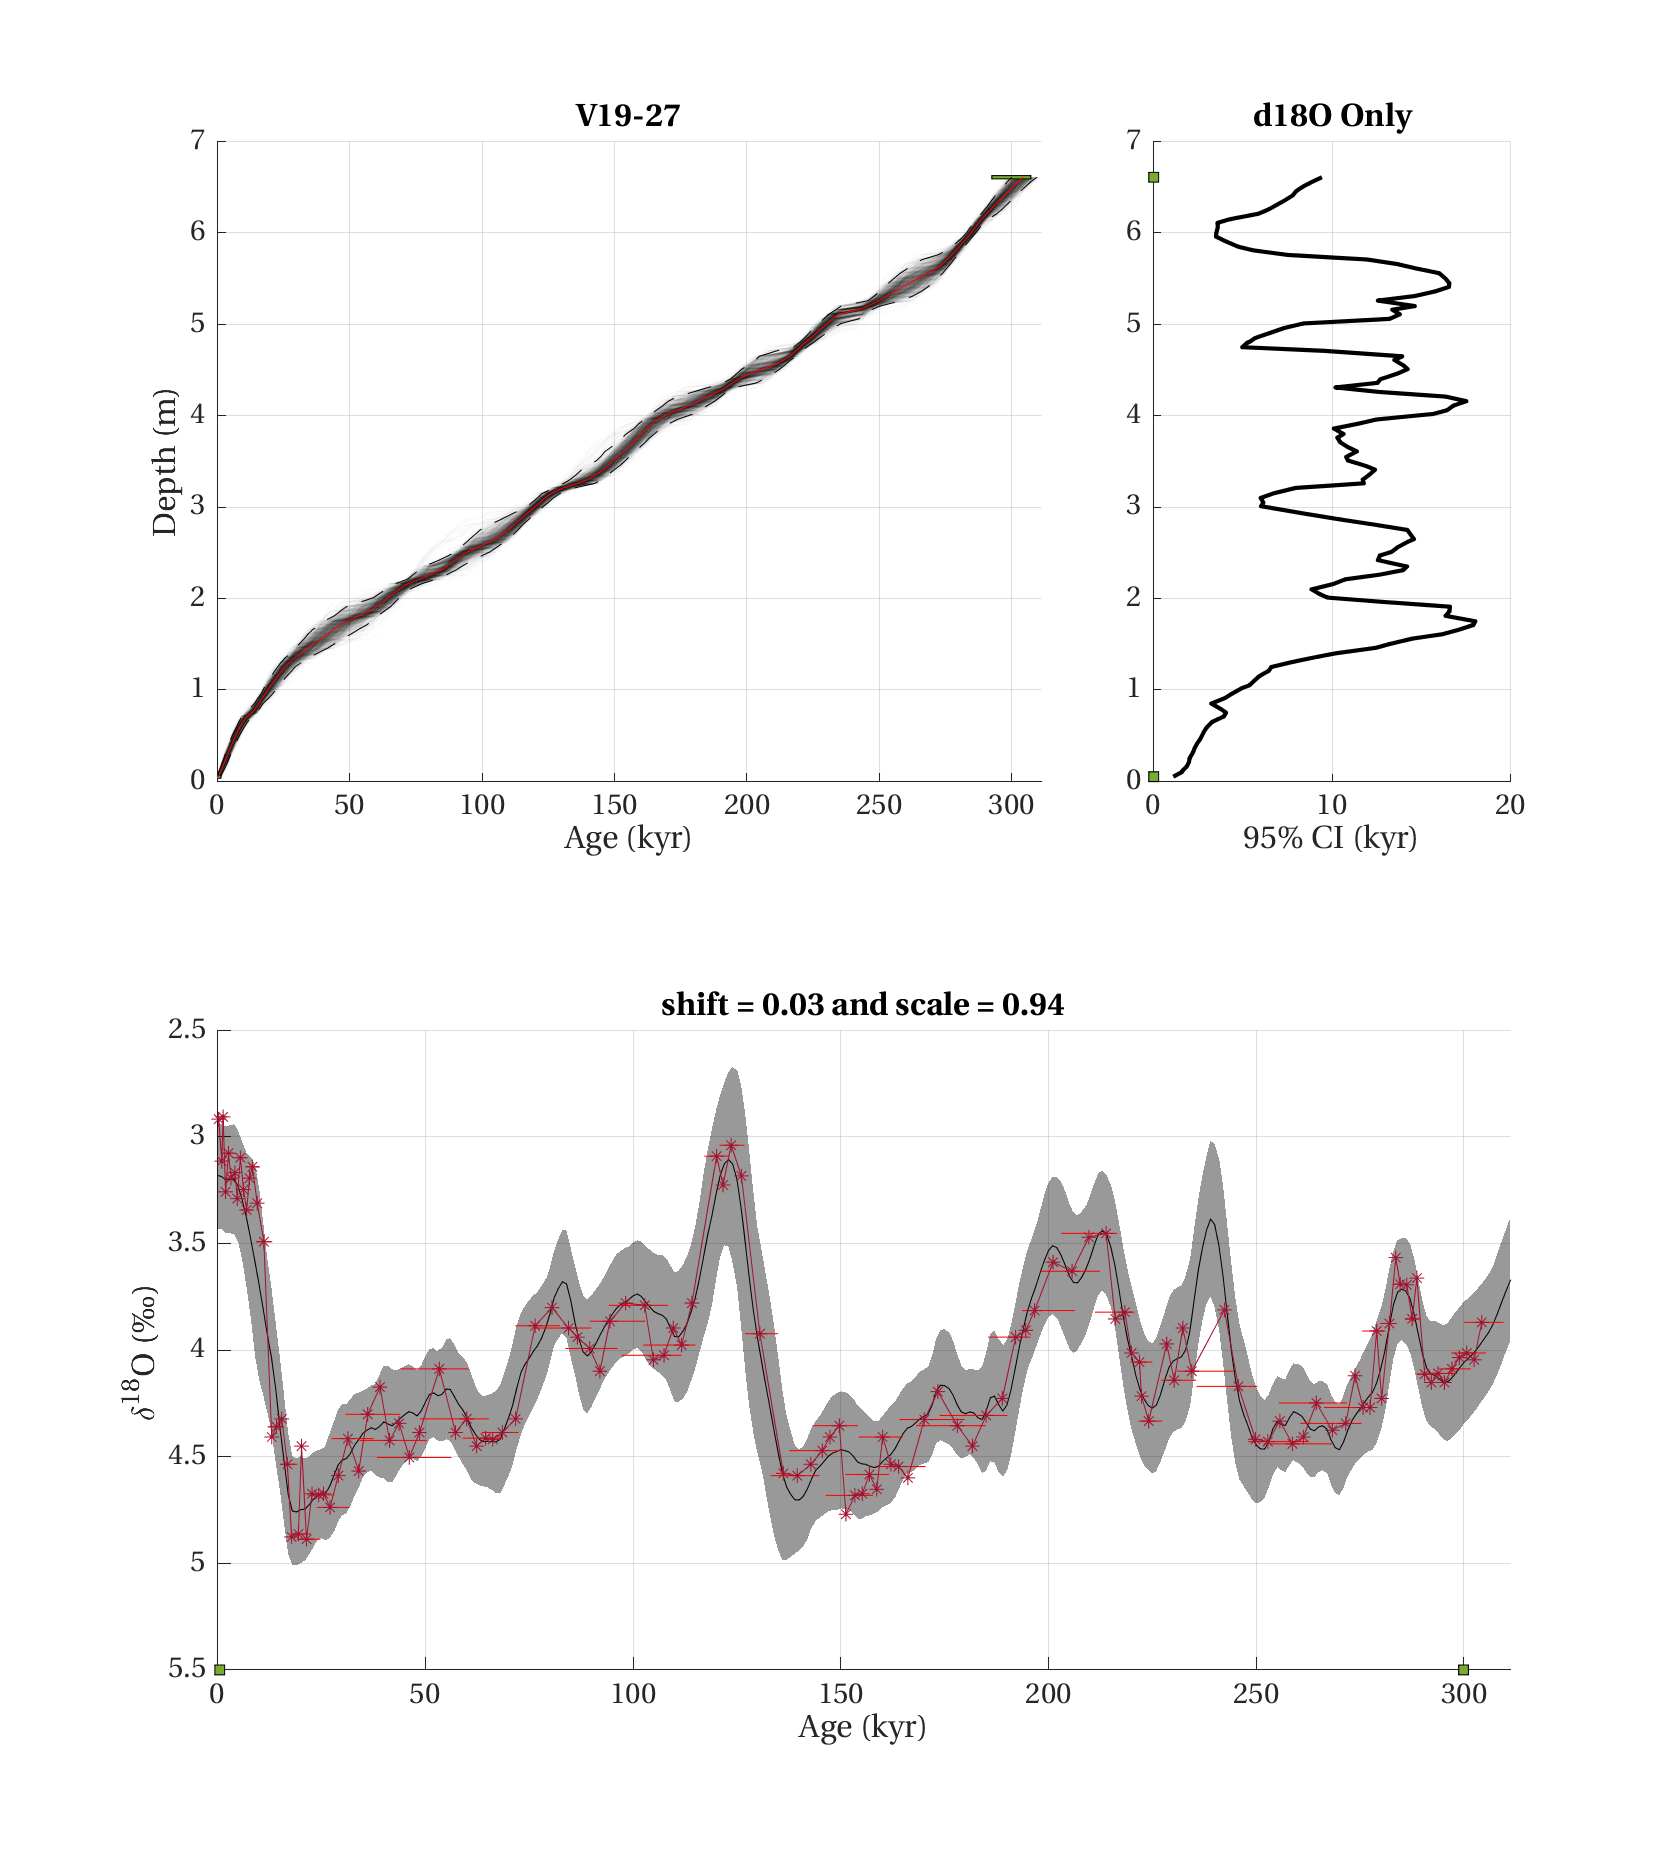 V19-27
7
6
5
4
3
2
1
0
Depth (m)
0 50 100 150 200 250 300
Age (kyr)
d18O Only
7
6
5
4
3
2
1
0
0 10 20
95% CI (kyr)
shift = 0.03 and scale = 0.94
2.5
3
3.5
4
4.5
5
5.5
δ18O (‰)
0 50 100 150 200 250 300
Age (kyr)